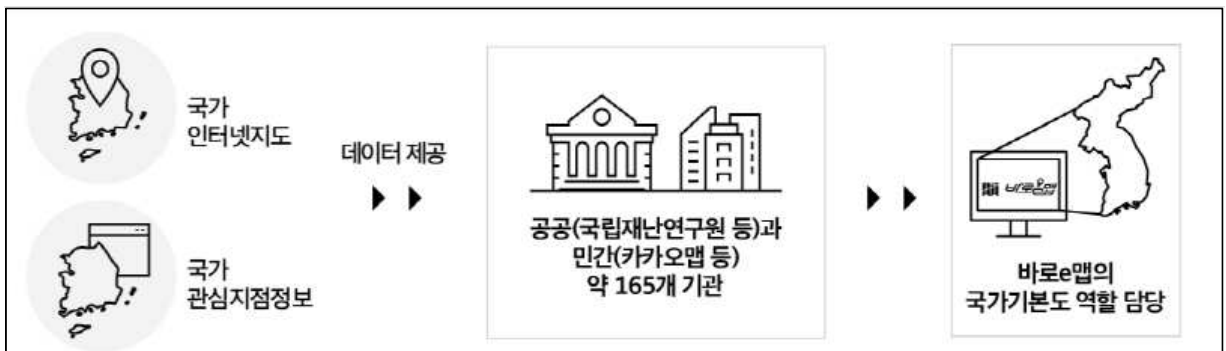 국가
인터넷지도
국가
관심지점정보
데이터 제공
공공(국립재난연구원 등)과
민간(카카오맵 등)
약 165개 기관
바로e맵
바로e맵의
국가기본도 역할 담당